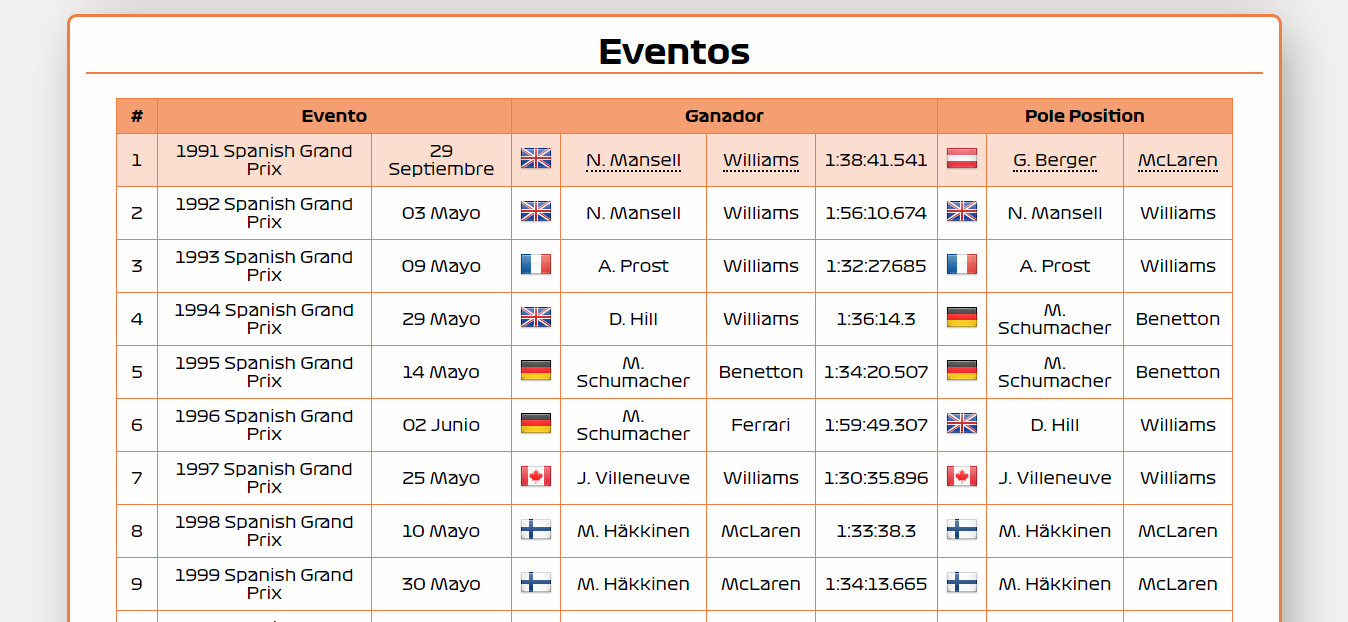 Eventos
# Evento Ganador Pole Position
1 1991 Spanish Grand Prix 29 Septiembre N. Mansell Williams 1:38:41.541 G. Berger McLaren
2 1992 Spanish Grand Prix 03 Mayo N. Mansell Williams 1:56:10.674 N. Mansell Williams
3 1993 Spanish Grand Prix 09 Mayo A. Prost Williams 1:32:27.685 A. Prost Williams
4 1994 Spanish Grand Prix 29 Mayo D. Hill Williams 1:36:14.3 M. Schumacher Benetton
5 1995 Spanish Grand Prix 14 Mayo M. Schumacher Benetton 1:34:20.507 M. Schumacher Benetton
6 1996 Spanish Grand Prix 02 Junio M. Schumacher Ferrari 1:59:49.307 D. Hill Williams
7 1997 Spanish Grand Prix 25 Mayo J. Villeneuve Williams 1:30:35.896 J. Villeneuve Williams
8 1998 Spanish Grand Prix 10 Mayo M. Häkkinen McLaren 1:33:38.3 M. Häkkinen McLaren
9 1999 Spanish Grand Prix 30 Mayo M. Häkkinen McLaren 1:34:13.665 M. Häkkinen McLaren